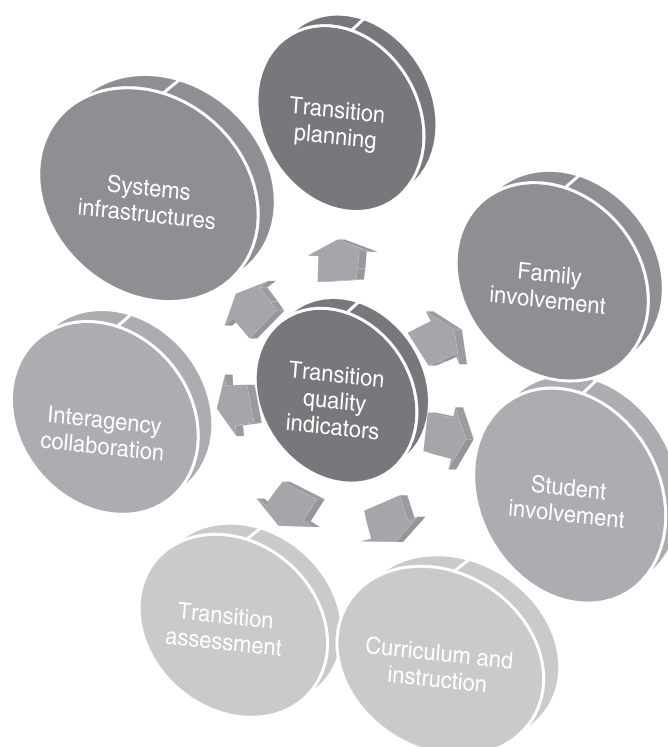 Transition
planning
Systems
infrastructures
Family
involvement
Transition
quality
indicators
Interagency
collaboration
Student
involvement
Transition
assessment
Curriculum and
instruction